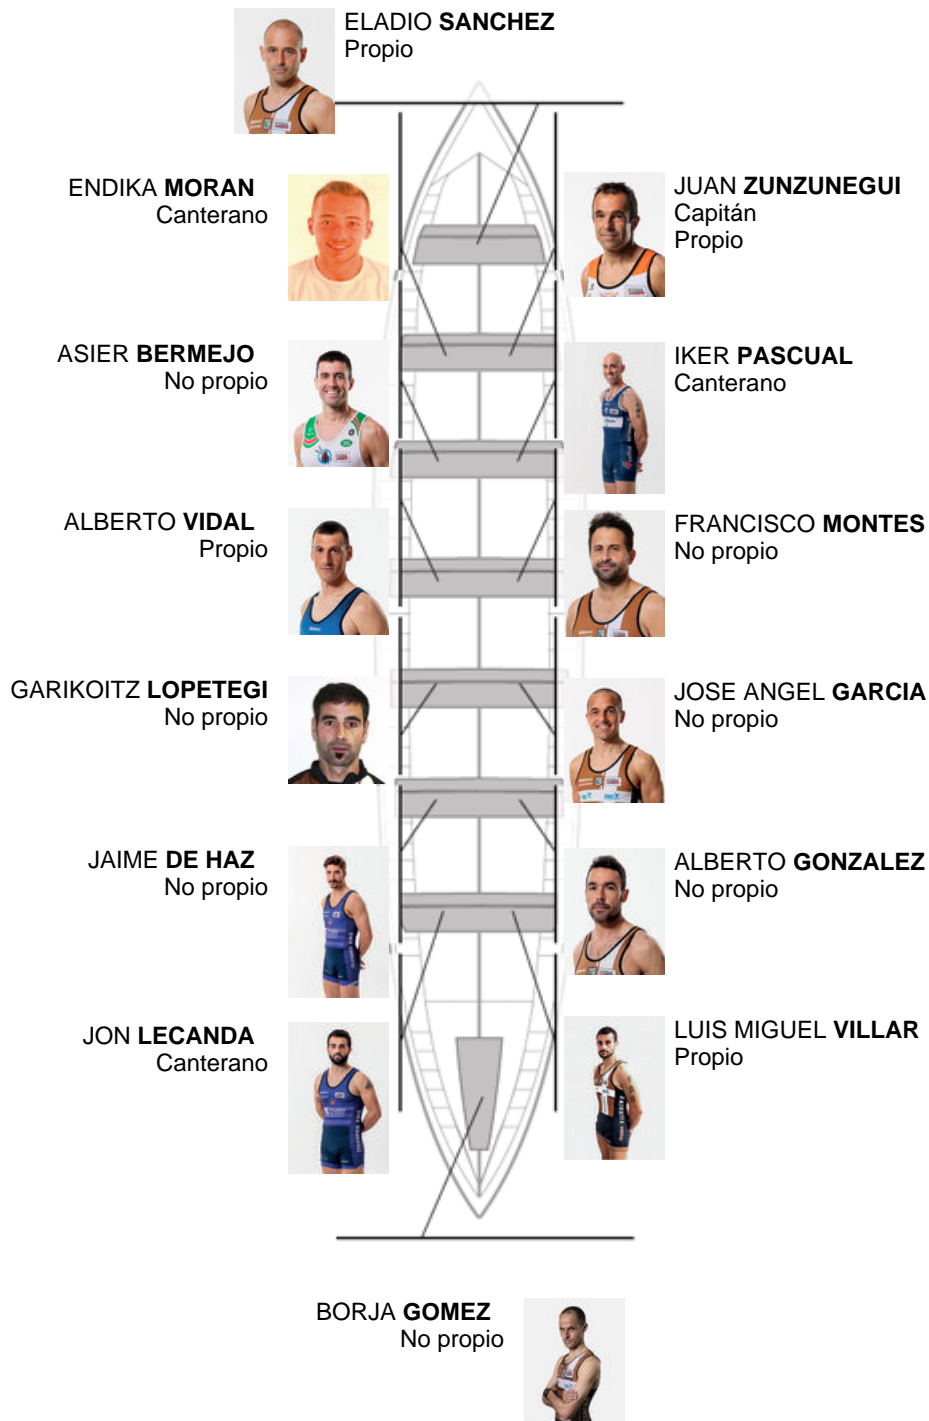 ELADIO SANCHEZ
Propio
ENDIKA MORAN
Canterano
JUAN ZUNZUNEGUI
Capitán
Propio
ASIER BERMEJO
No propio
IKER PASCUAL
Canterano
ALBERTO VIDAL
Propio
FRANCISCO MONTES
No propio
GARIKOITZ LOPETEGI
No propio
JOSE ANGEL GARCIA
No propio
JAIME DE HAZ
No propio
ALBERTO GONZALEZ
No propio
JON LECANDA
Canterano
LUIS MIGUEL VILLAR
Propio
BORJA GOMEZ
No propio